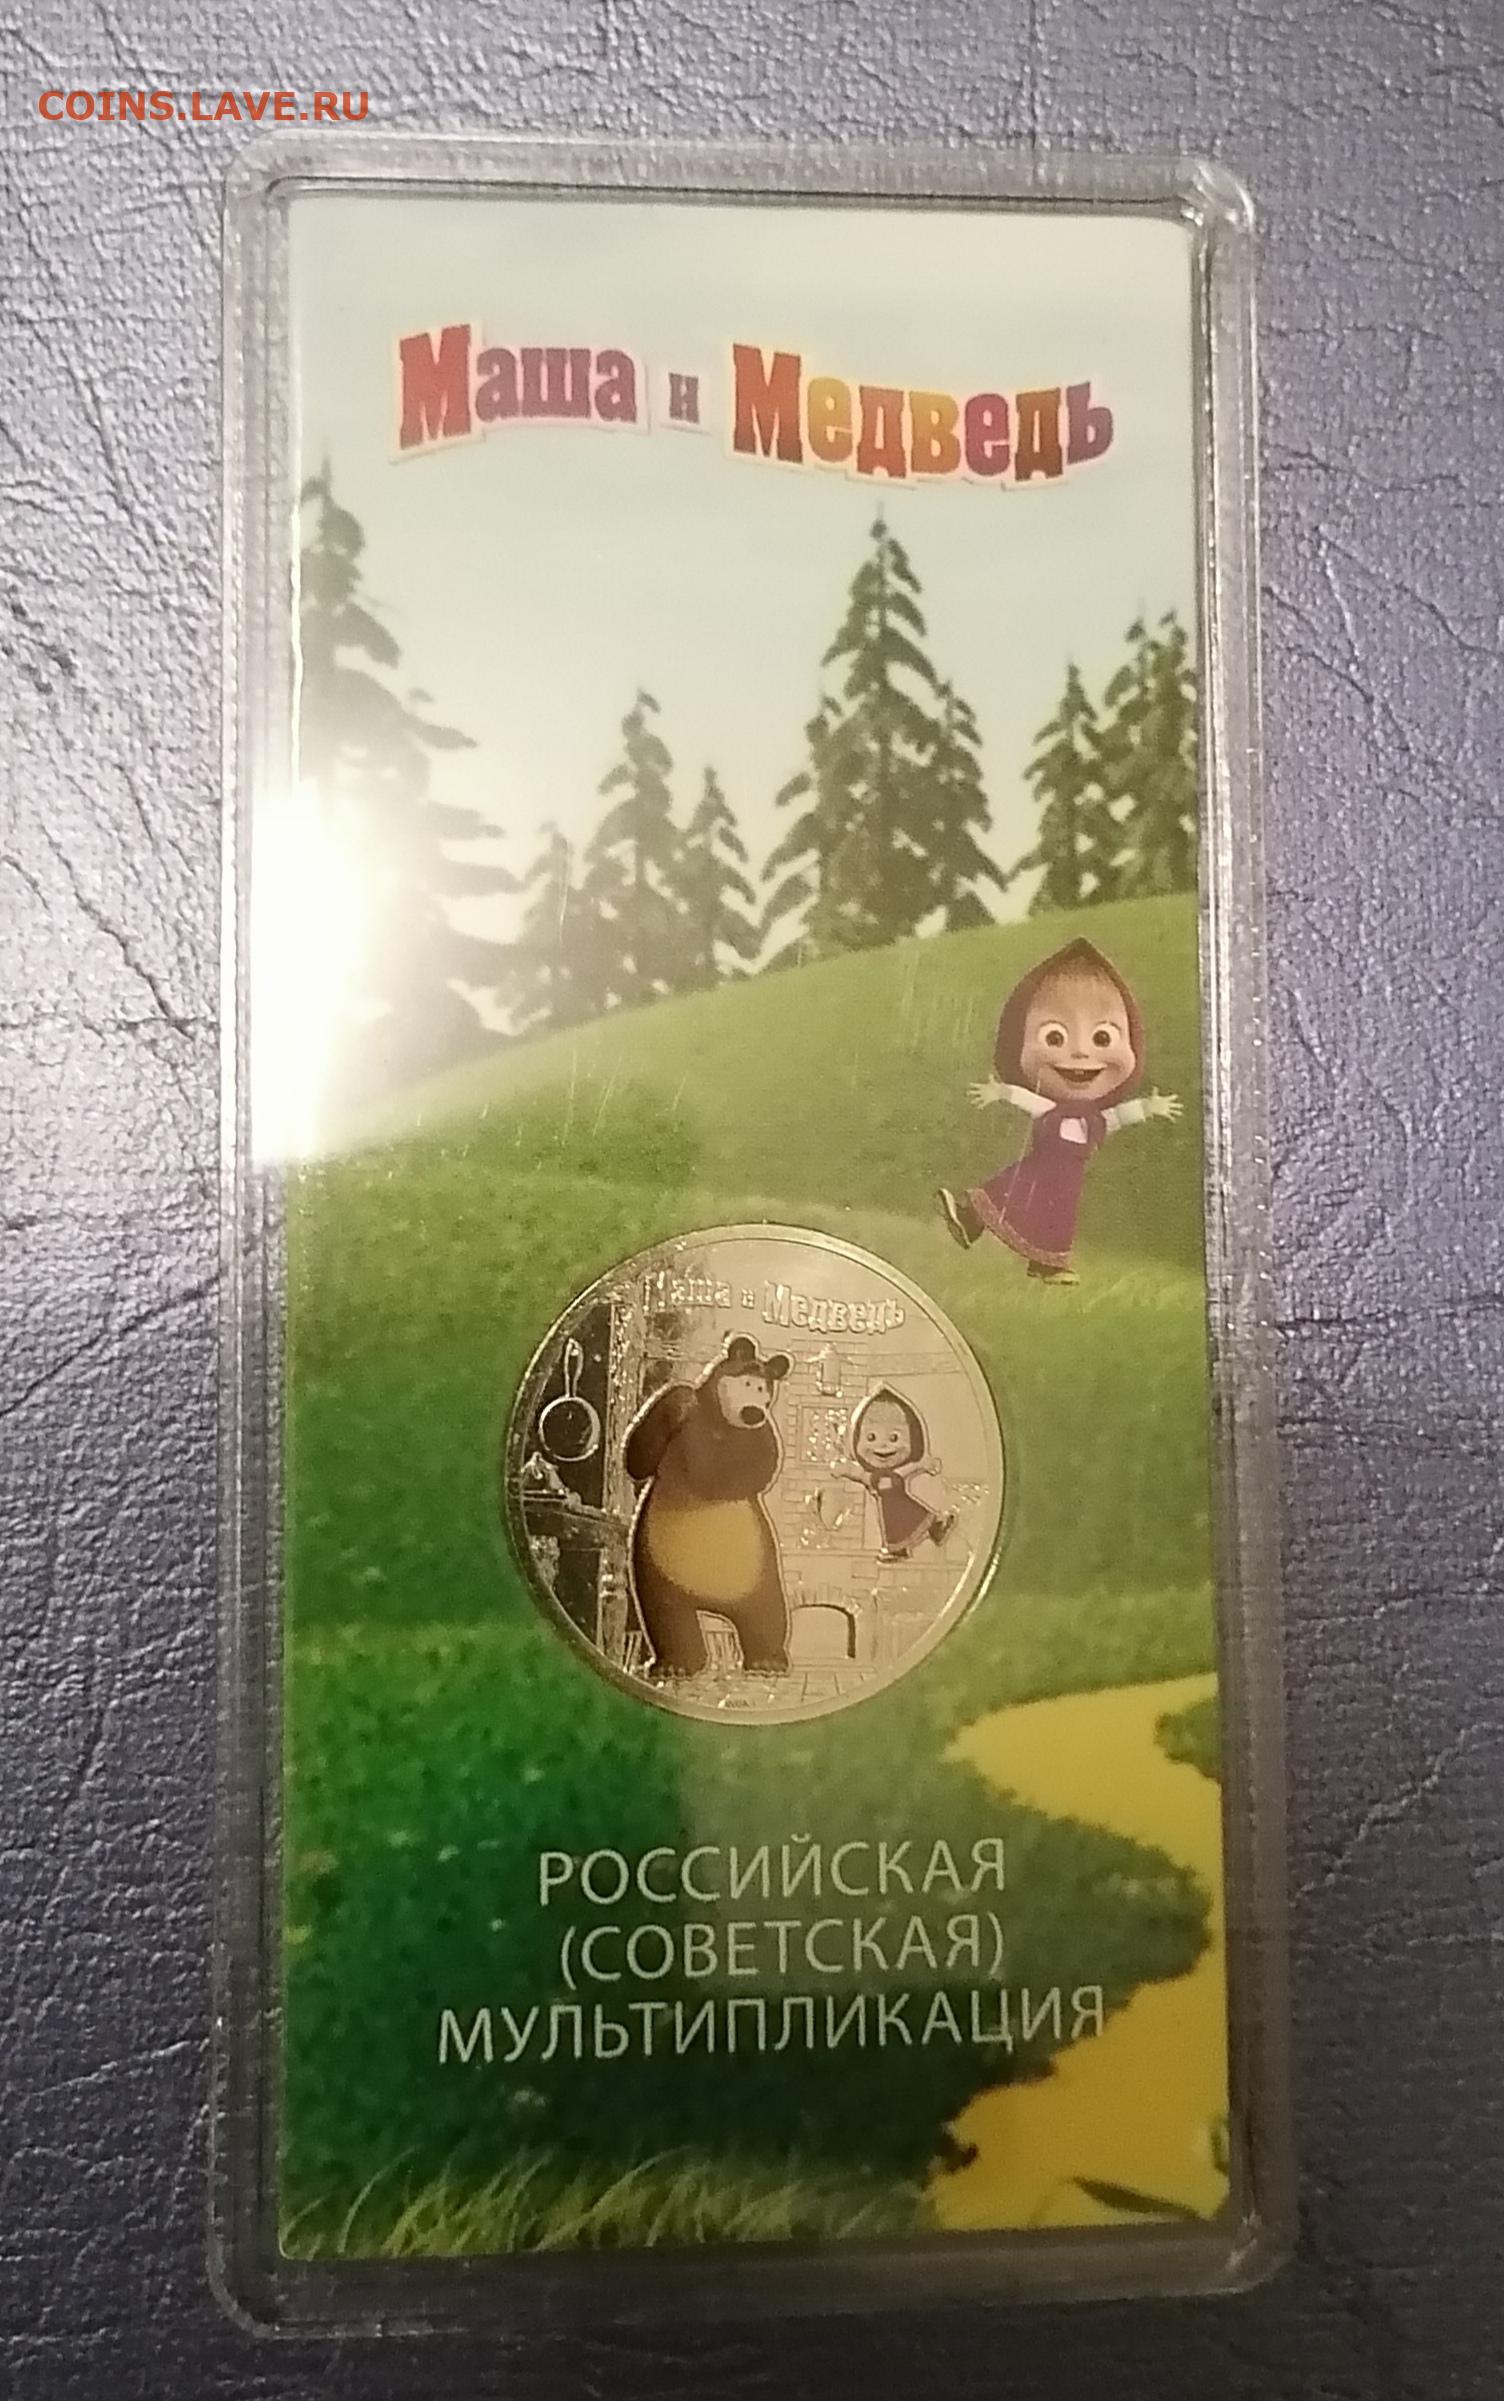 COINS.LAVE.RU
Маша и Медведь
Маша и Медведь
РОССИЙСКАЯ
(СОВЕТСКАЯ)
МУЛЬТИПЛИКАЦИЯ